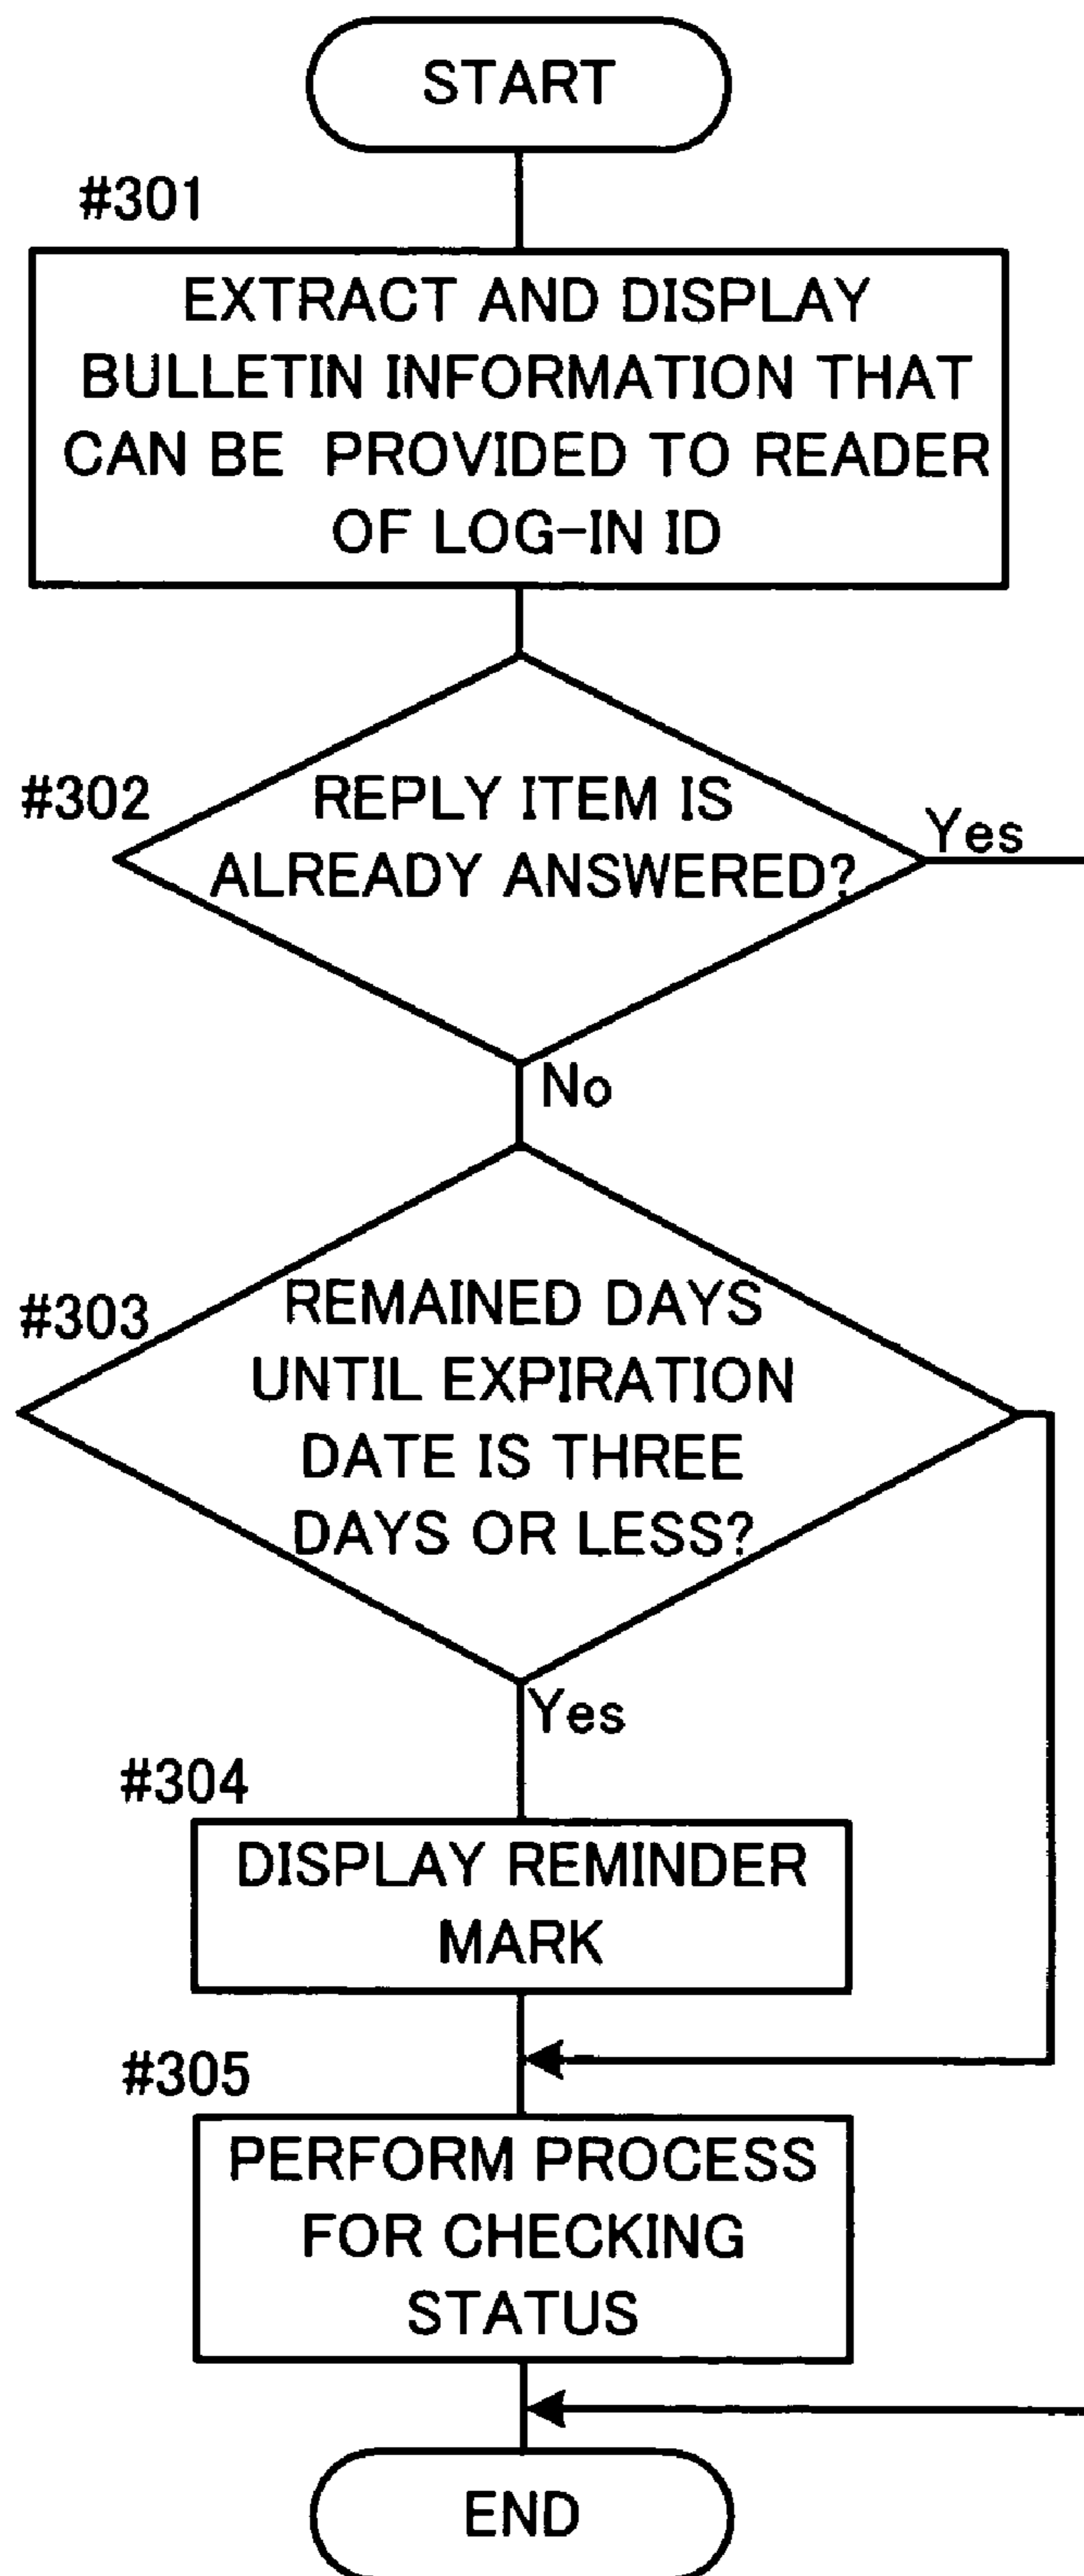 START
#301
EXTRACT AND DISPLAY
BULLETIN INFORMATION THAT
CAN BE PROVIDED TO READER
OF LOG-IN ID
#302
REPLY ITEM IS
ALREADY ANSWERED?
Yes
No
#303
REMAINED DAYS
UNTIL EXPIRATION
DATE IS THREE
DAYS OR LESS?
Yes
#304
DISPLAY REMINDER
MARK
#305
PERFORM PROCESS
FOR CHECKING
STATUS
END